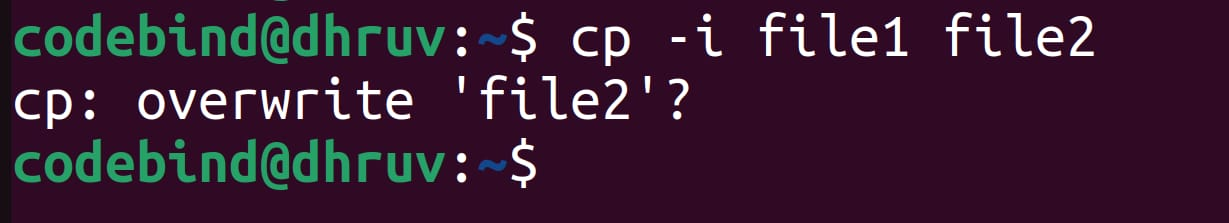 codebind@dhruv:~$ cp -i file1 file2
cp: overwrite 'file2'?
codebind@dhruv:~$